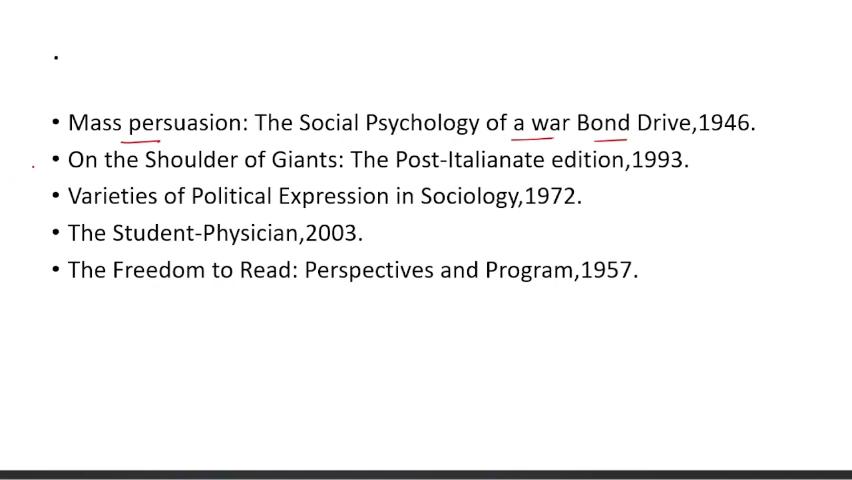 • Mass persuasion: The Social Psychology of a war Bond Drive,1946.
• On the Shoulder of Giants: The Post-Italianate edition,1993.
• Varieties of Political Expression in Sociology,1972.
• The Student-Physician,2003.
• The Freedom to Read: Perspectives and Program,1957.